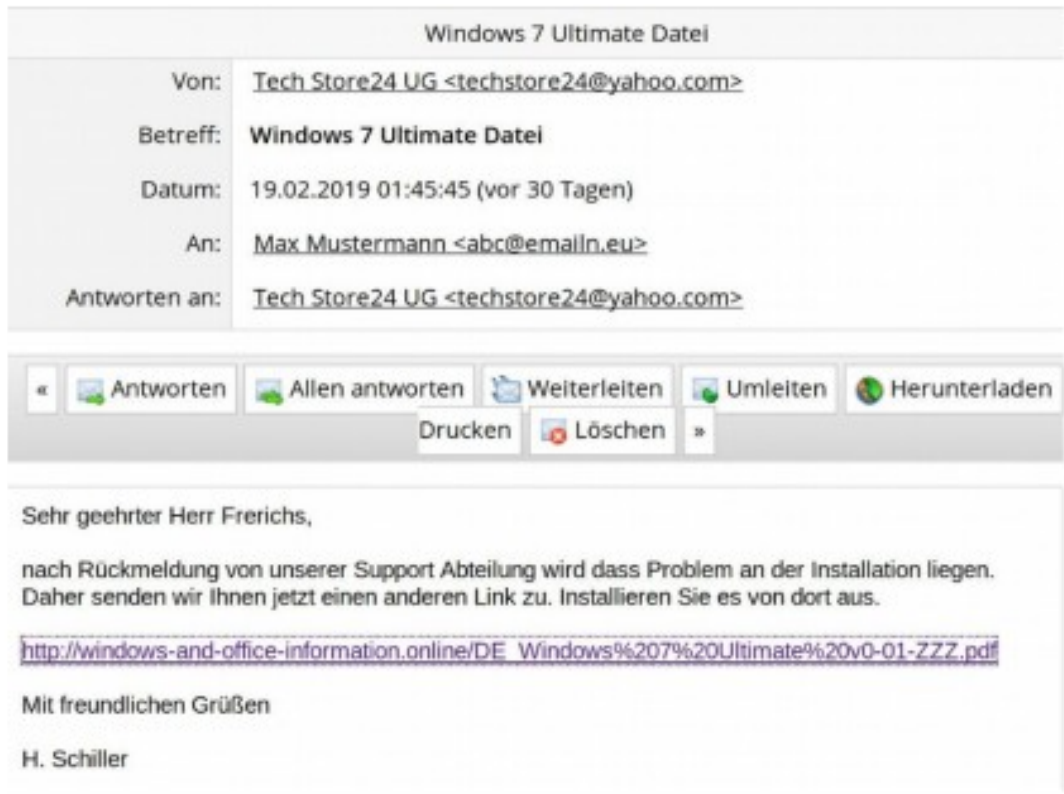 Windows 7 Ultimate Datei
Von: Tech Store24 UG <techstore24@yahoo.com>
Betreff: Windows 7 Ultimate Datei
Datum: 19.02.2019 01:45:45 (vor 30 Tagen)
An: Max Mustermann <abc@emailn.eu>
Antworten an: Tech Store24 UG <techstore24@yahoo.com>
« Antworten Allen antworten Weiterleiten Umleiten Herunterladen
Drucken Löschen »
Sehr geehrter Herr Frerichs,
nach Rückmeldung von unserer Support Abteilung wird dass Problem an der Installation liegen.
Daher senden wir Ihnen jetzt einen anderen Link zu. Installieren Sie es von dort aus.
http://windows-and-office-information.online/DE_Windows%207%20Ultimate%20v0-01-ZZZ.pdf
Mit freundlichen Grüßen
H. Schiller